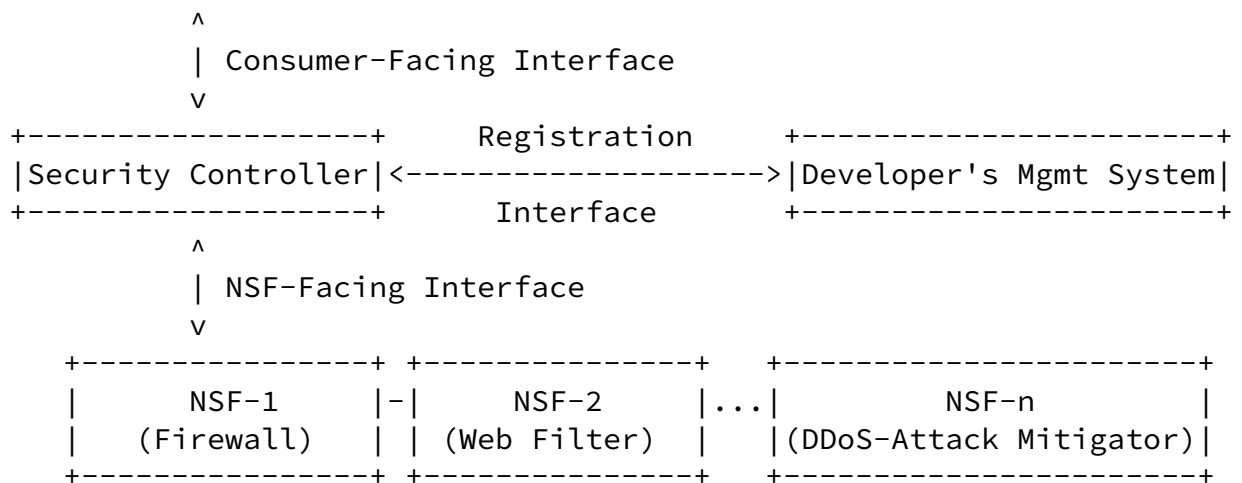 Consumer-Facing Interface
Registration
Security Controller Developer's Mgmt System
Interface
NSF-Facing Interface
NSF-1 NSF-2 ... NSF-n
(Firewall) (Web Filter) (DDoS-Attack Mitigator)